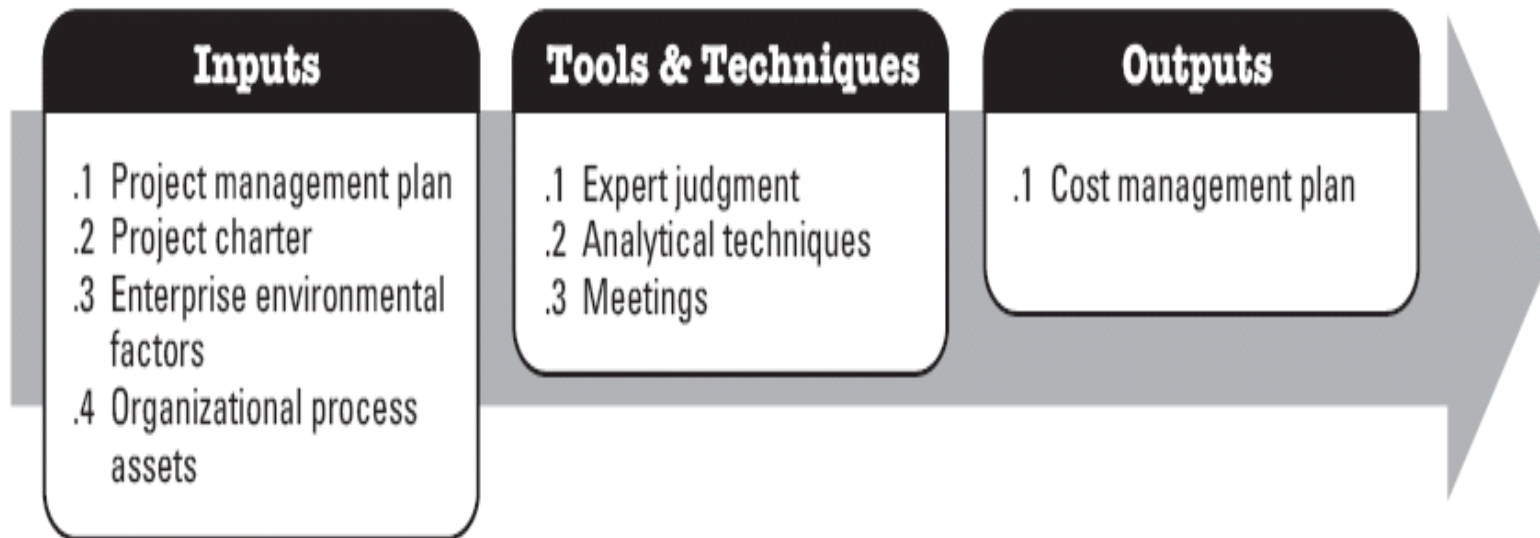 Inputs
.1 Project management plan
.2 Project charter
.3 Enterprise environmental
factors
.4 Organizational process
assets
Tools & Techniques
.1 Expert judgment
.2 Analytical techniques
.3 Meetings
Outputs
.1 Cost management plan